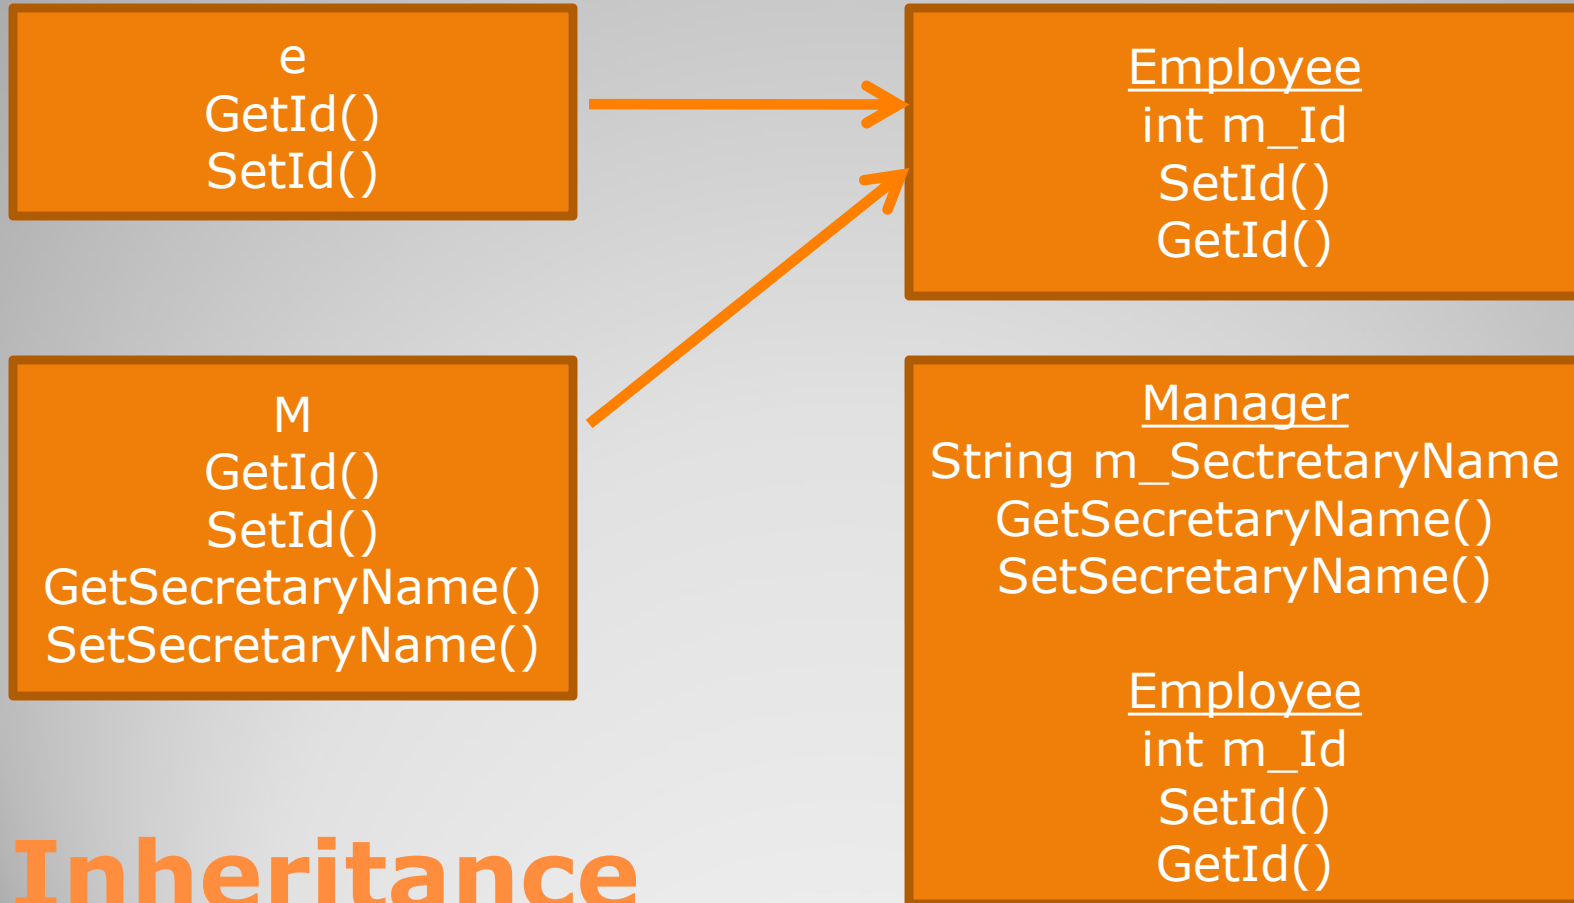 e
GetId()
SetId()
Employee
int m_Id
SetId()
GetId()
M
GetId()
SetId()
GetSecretaryName()
SetSecretaryName()
Manager
String m_SectretaryName
GetSecretaryName()
SetSecretaryName()
Employee
int m_Id
SetId()
GetId()
Inheritance